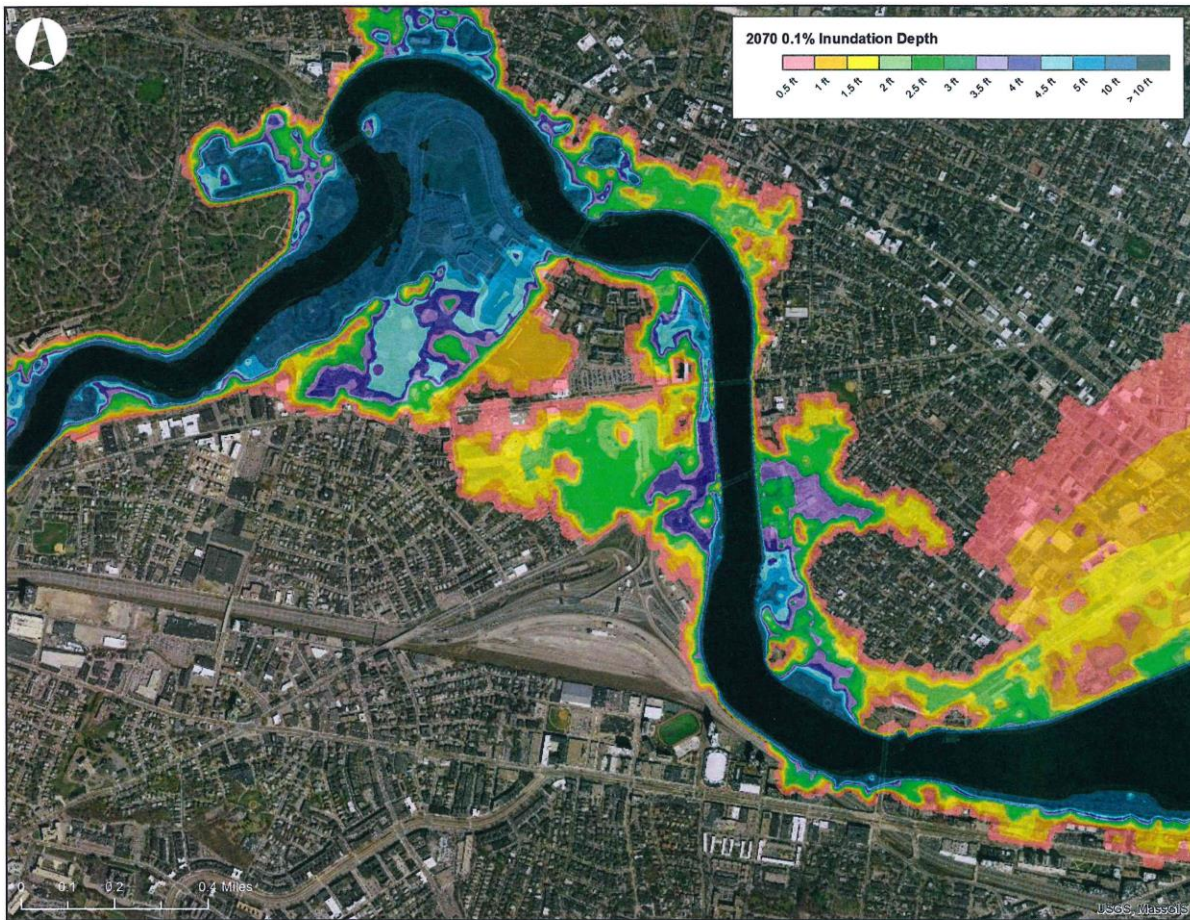 2070 0.1% Inundation Depth
0.5 ft
1 ft
1.5 ft
2 ft
2.5 ft
3 ft
3.5 ft
4 ft
4.5 ft
5 ft
10 ft
> 10 ft
0 0.1 0.2 0.4 Miles
USGS, MassGIS